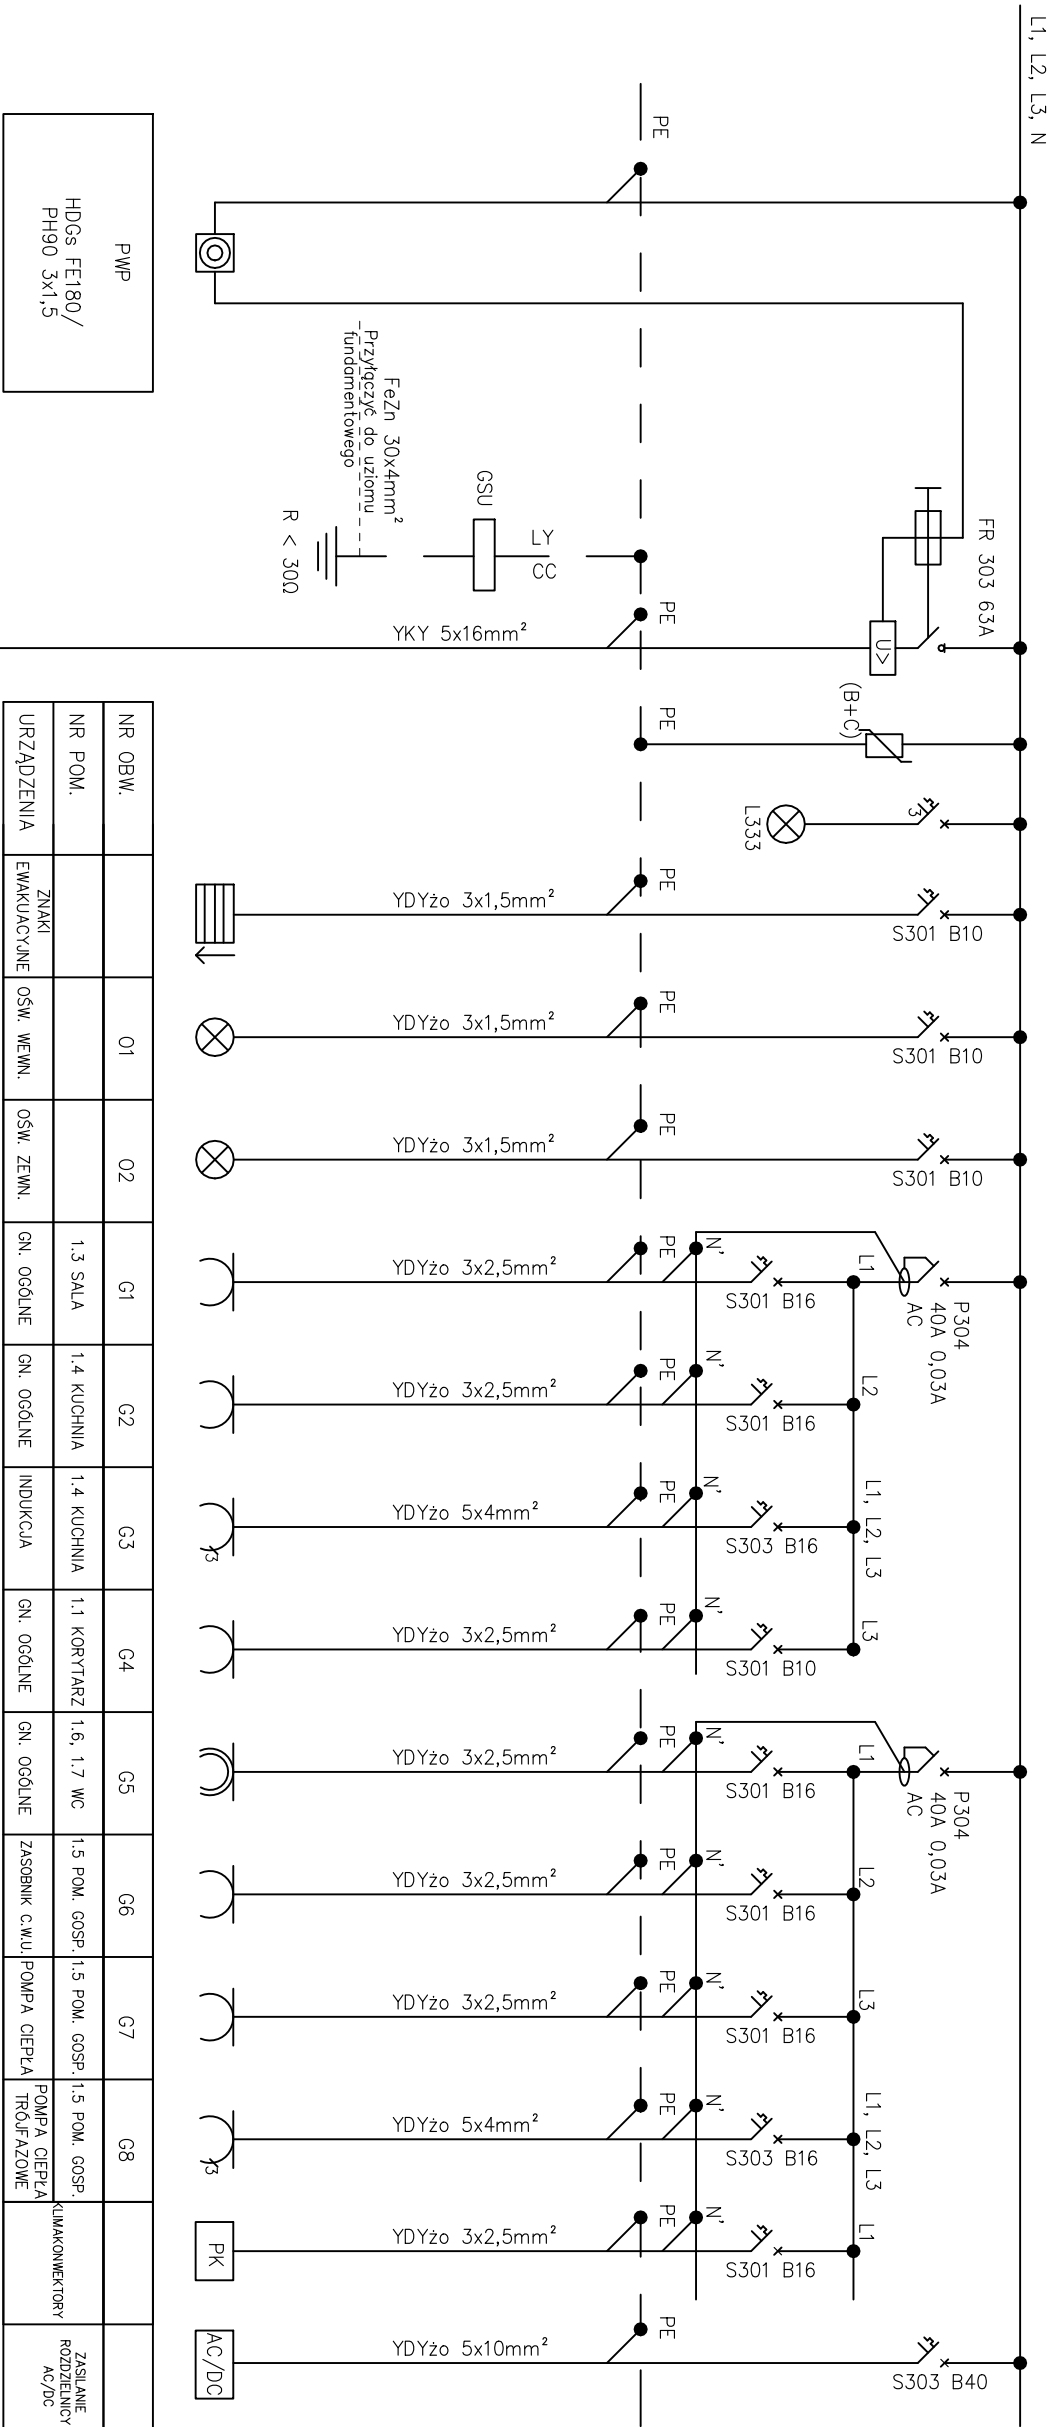 L1, L2, L3, N
PE
PWP
HDGs FE180/
PH90 3x1,5
FR 303 63A
U>
PE
YKY 5x16mm²
LY
CC
GSU
FeZn 30x4mm²
Przyłączyć do uziomu
fundamentowego
R < 30Ω
(B+C)
PE
3
L333
S301 B10
PE
YDYżo 3x1,5mm²
S301 B10
PE
YDYżo 3x1,5mm²
S301 B10
PE
YDYżo 3x1,5mm²
P304
40A 0,03A
AC
L1
S301 B16
N'
PE
YDYżo 3x2,5mm²
L2
S301 B16
N'
PE
YDYżo 3x2,5mm²
L1, L2, L3
S303 B16
N'
PE
YDYżo 5x4mm²
3
L3
S301 B10
N'
PE
YDYżo 3x2,5mm²
P304
40A 0,03A
AC
L1
S301 B16
N'
PE
YDYżo 3x2,5mm²
L2
S301 B16
N'
PE
YDYżo 3x2,5mm²
L3
S301 B16
N'
PE
YDYżo 3x2,5mm²
L1, L2, L3
S303 B16
N'
PE
YDYżo 5x4mm²
3
L1
S301 B16
N'
PE
YDYżo 3x2,5mm²
PK
S303 B40
PE
YDYżo 5x10mm²
AC/DC
NR OBW. O1 O2 G1 G2 G3 G4 G5 G6 G7 G8
NR POM. 1.3 SALA 1.4 KUCHNIA 1.4 KUCHNIA 1.1 KORYTARZ 1.6, 1.7 WC 1.5 POM. GOSP. 1.5 POM. GOSP. 1.5 POM. GOSP.
URZĄDZENIA
ZNAKI
EWAKUACYJNE
OŚW. WEWN.
OŚW. ZEWN.
GN. OGÓLNE
GN. OGÓLNE
INDUKCJA
GN. OGÓLNE
GN. OGÓLNE
ZASOBNIK C.W.U.
POMPA CIEPŁA
POMPA CIEPŁA
TRÓJFAZOWE
KLIMAKONWEKTORY
ZASILANIE
ROZDZIELNICY
AC/DC